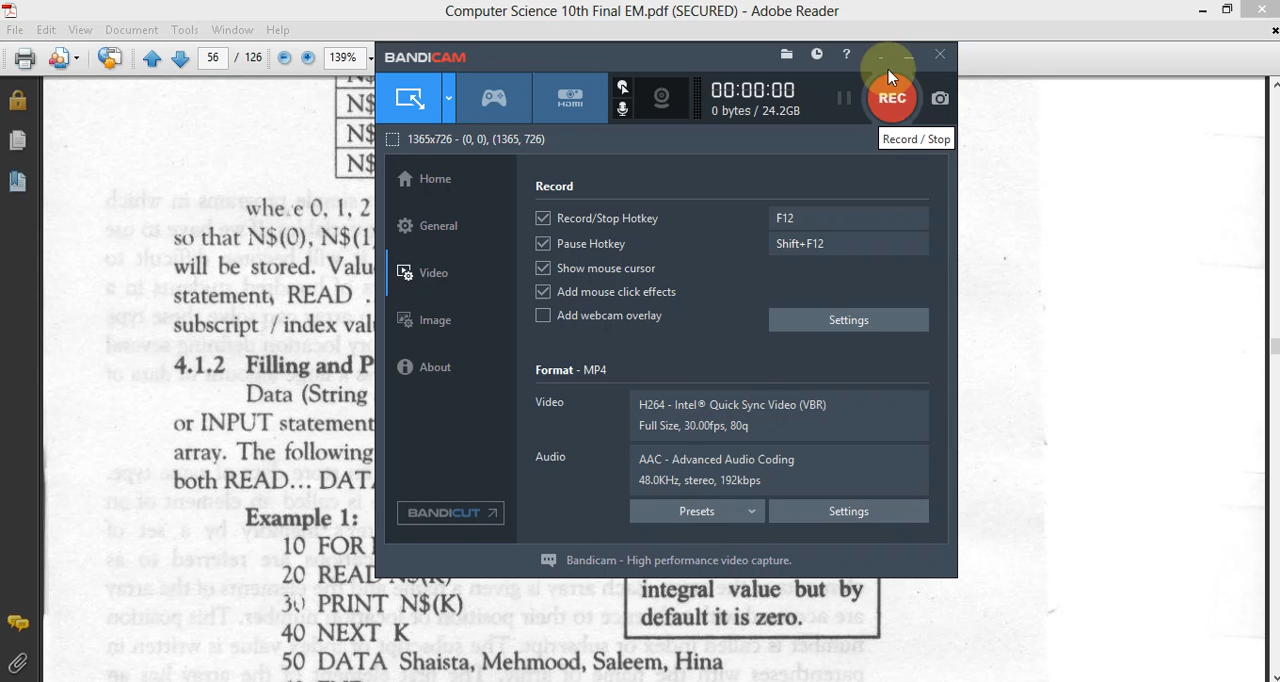 Computer Science 10th Final EM.pdf (SECURED) - Adobe Reader
File Edit View Document Tools Window Help
56 / 126 139%
BANDICAM
00:00:00
0 bytes / 24.2GB
HDMI
REC
1365x726 - (0, 0), (1365, 726)
Record / Stop
Home
General
Video
Image
About
BANDICUT
Record
Record/Stop Hotkey F12
Pause Hotkey Shift+F12
Show mouse cursor
Add mouse click effects
Add webcam overlay
Settings
Format - MP4
Video
H264 - Intel® Quick Sync Video (VBR)
Full Size, 30.00fps, 80q
Audio
AAC - Advanced Audio Coding
48.0KHz, stereo, 192kbps
Presets Settings
Bandicam - High performance video capture.
N$
N$
N$
where 0, 1, 2
so that N$(0), N$(1)
will be stored. Valu
statement, READ ..
subscript / index val
4.1.2 Filling and P
Data (String
or INPUT statement
array. The following
both READ... DATA
Example 1:
10 FOR
20 READ N$(K)
30 PRINT N$(K)
40 NEXT K
50 DATA Shaista, Mehmood, Saleem, Hina
integral value but by
default it is zero.